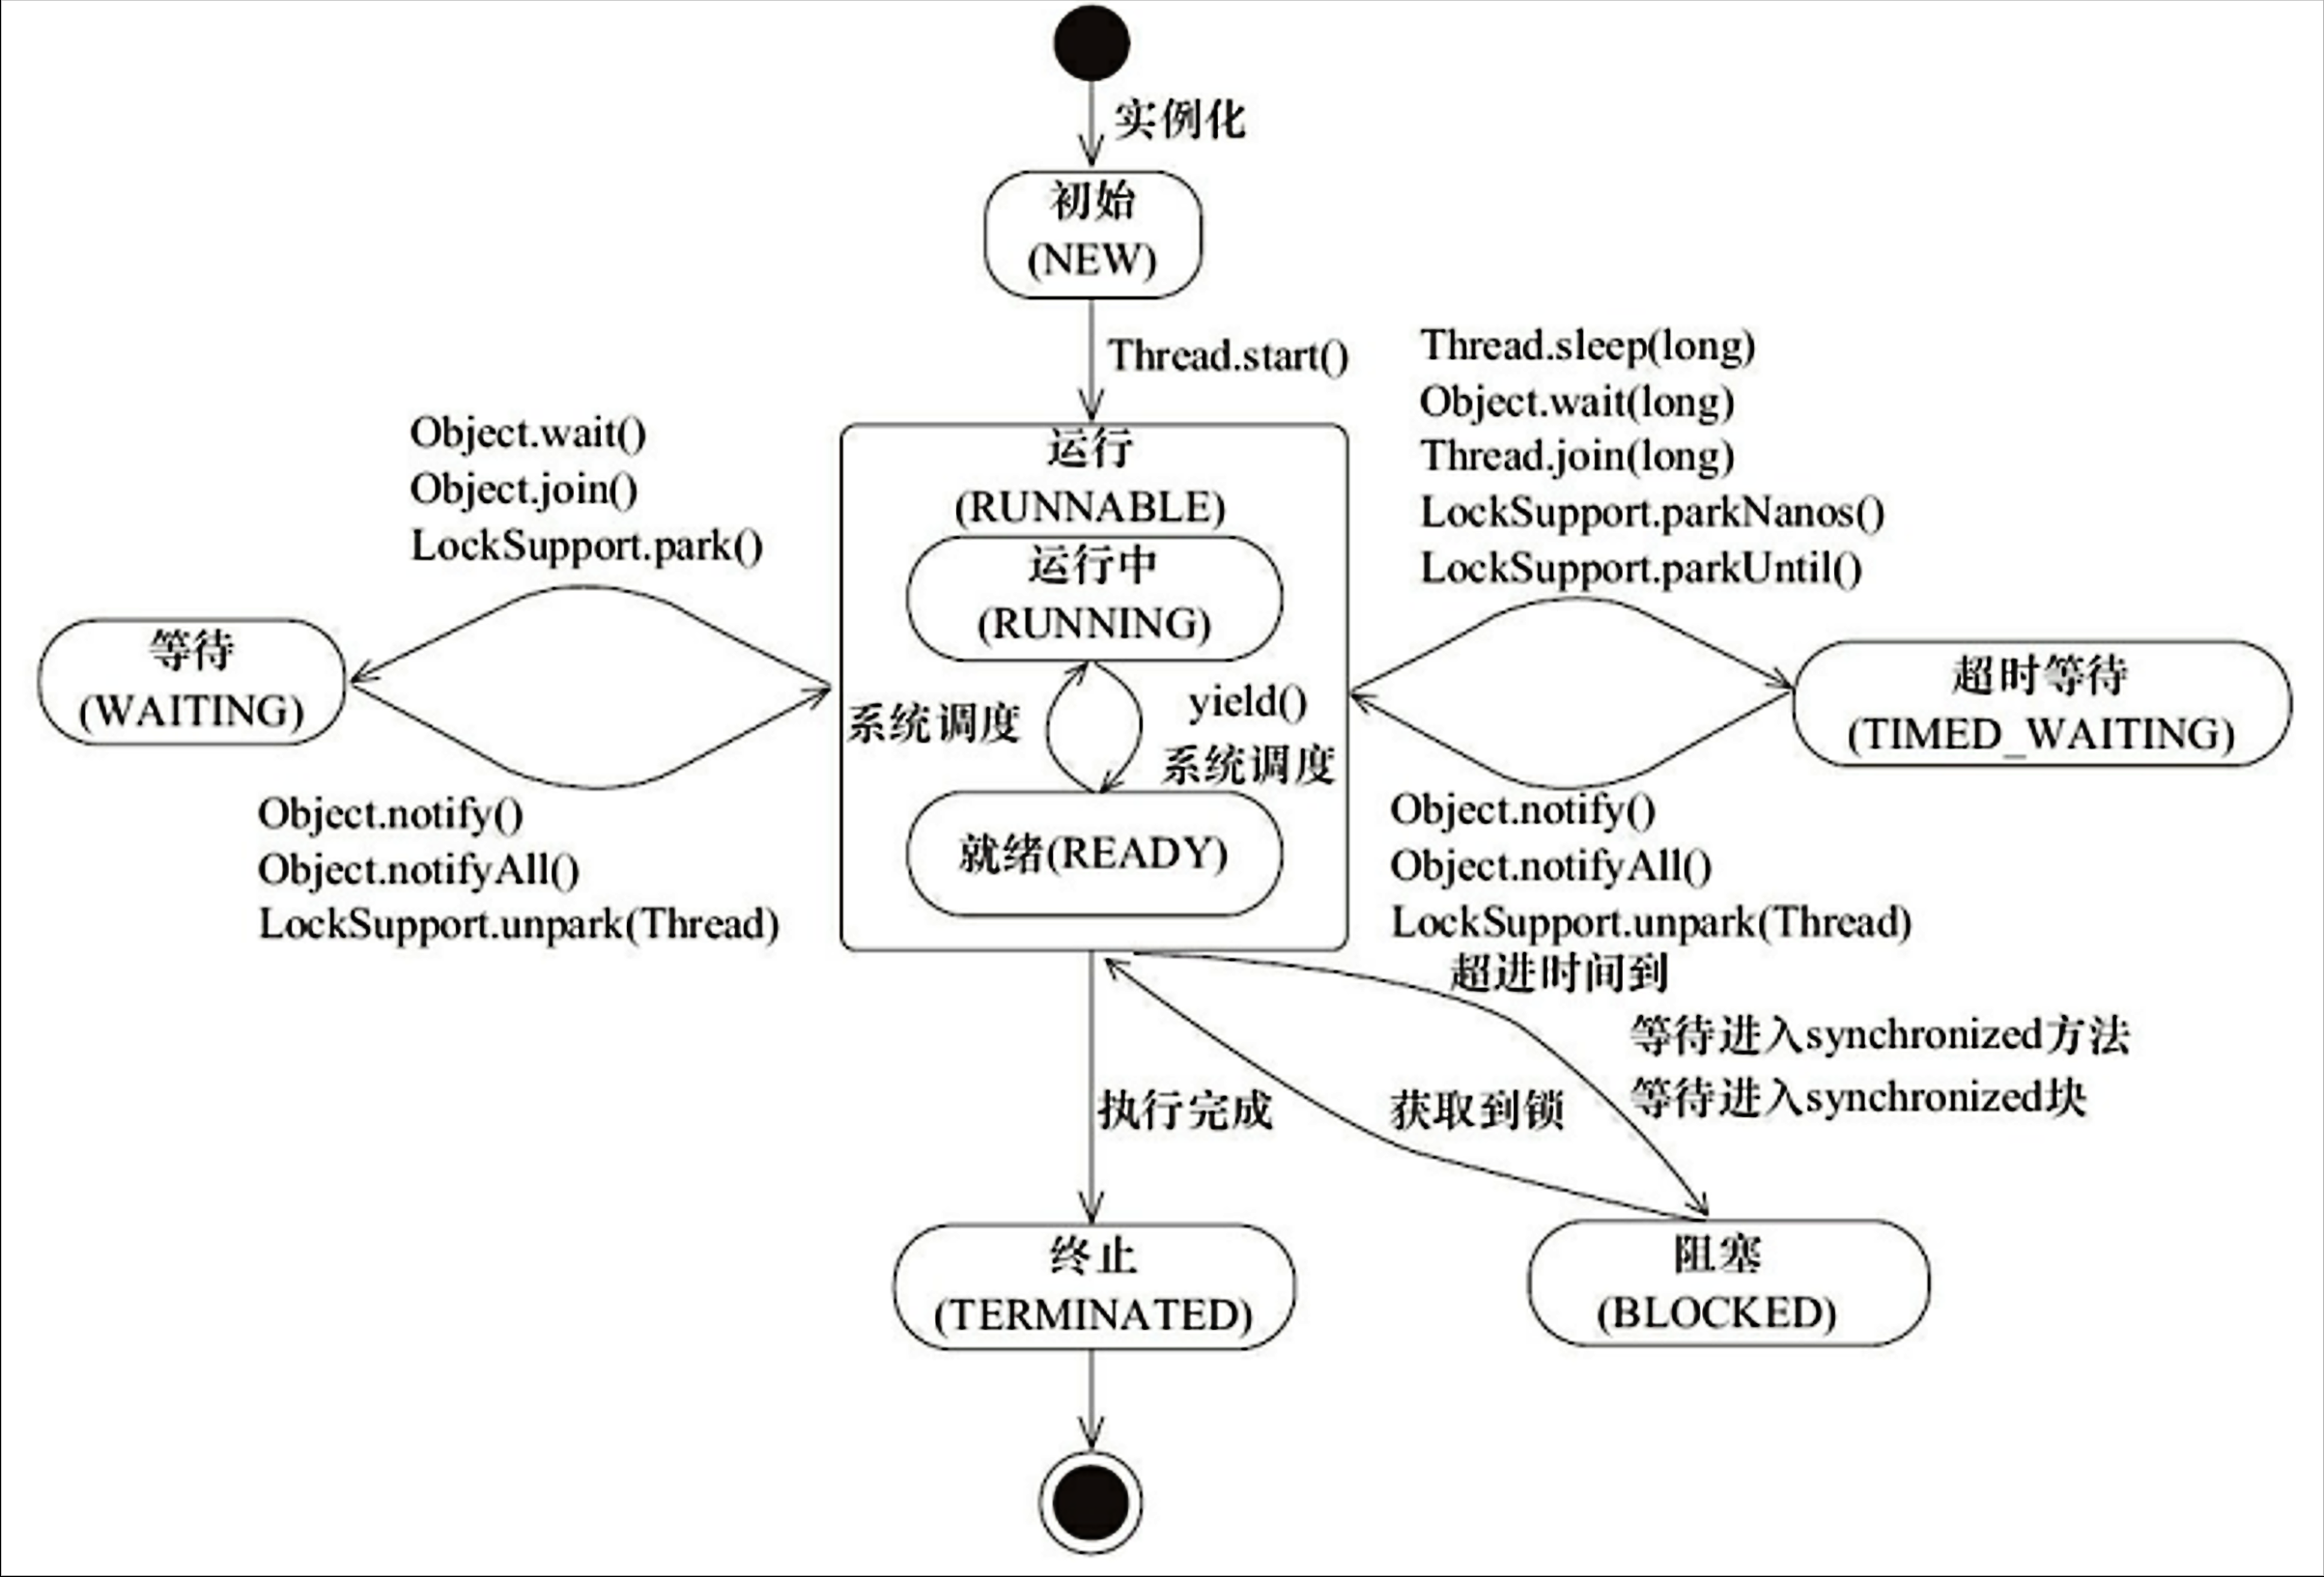 实例化
初始
(NEW)
Thread.start()
Object.wait()
Object.join()
LockSupport.park()
Thread.sleep(long)
Object.wait(long)
Thread.join(long)
LockSupport.parkNanos()
LockSupport.parkUntil()
运行
(RUNNABLE)
运行中
(RUNNING)
等待
(WAITING)
系统调度
yield()
系统调度
超时等待
(TIMED_WAITING)
就绪(READY)
Object.notify()
Object.notifyAll()
LockSupport.unpark(Thread)
Object.notify()
Object.notifyAll()
LockSupport.unpark(Thread)
超进时间到
等待进入synchronized方法
等待进入synchronized块
执行完成
获取到锁
终止
(TERMINATED)
阻塞
(BLOCKED)